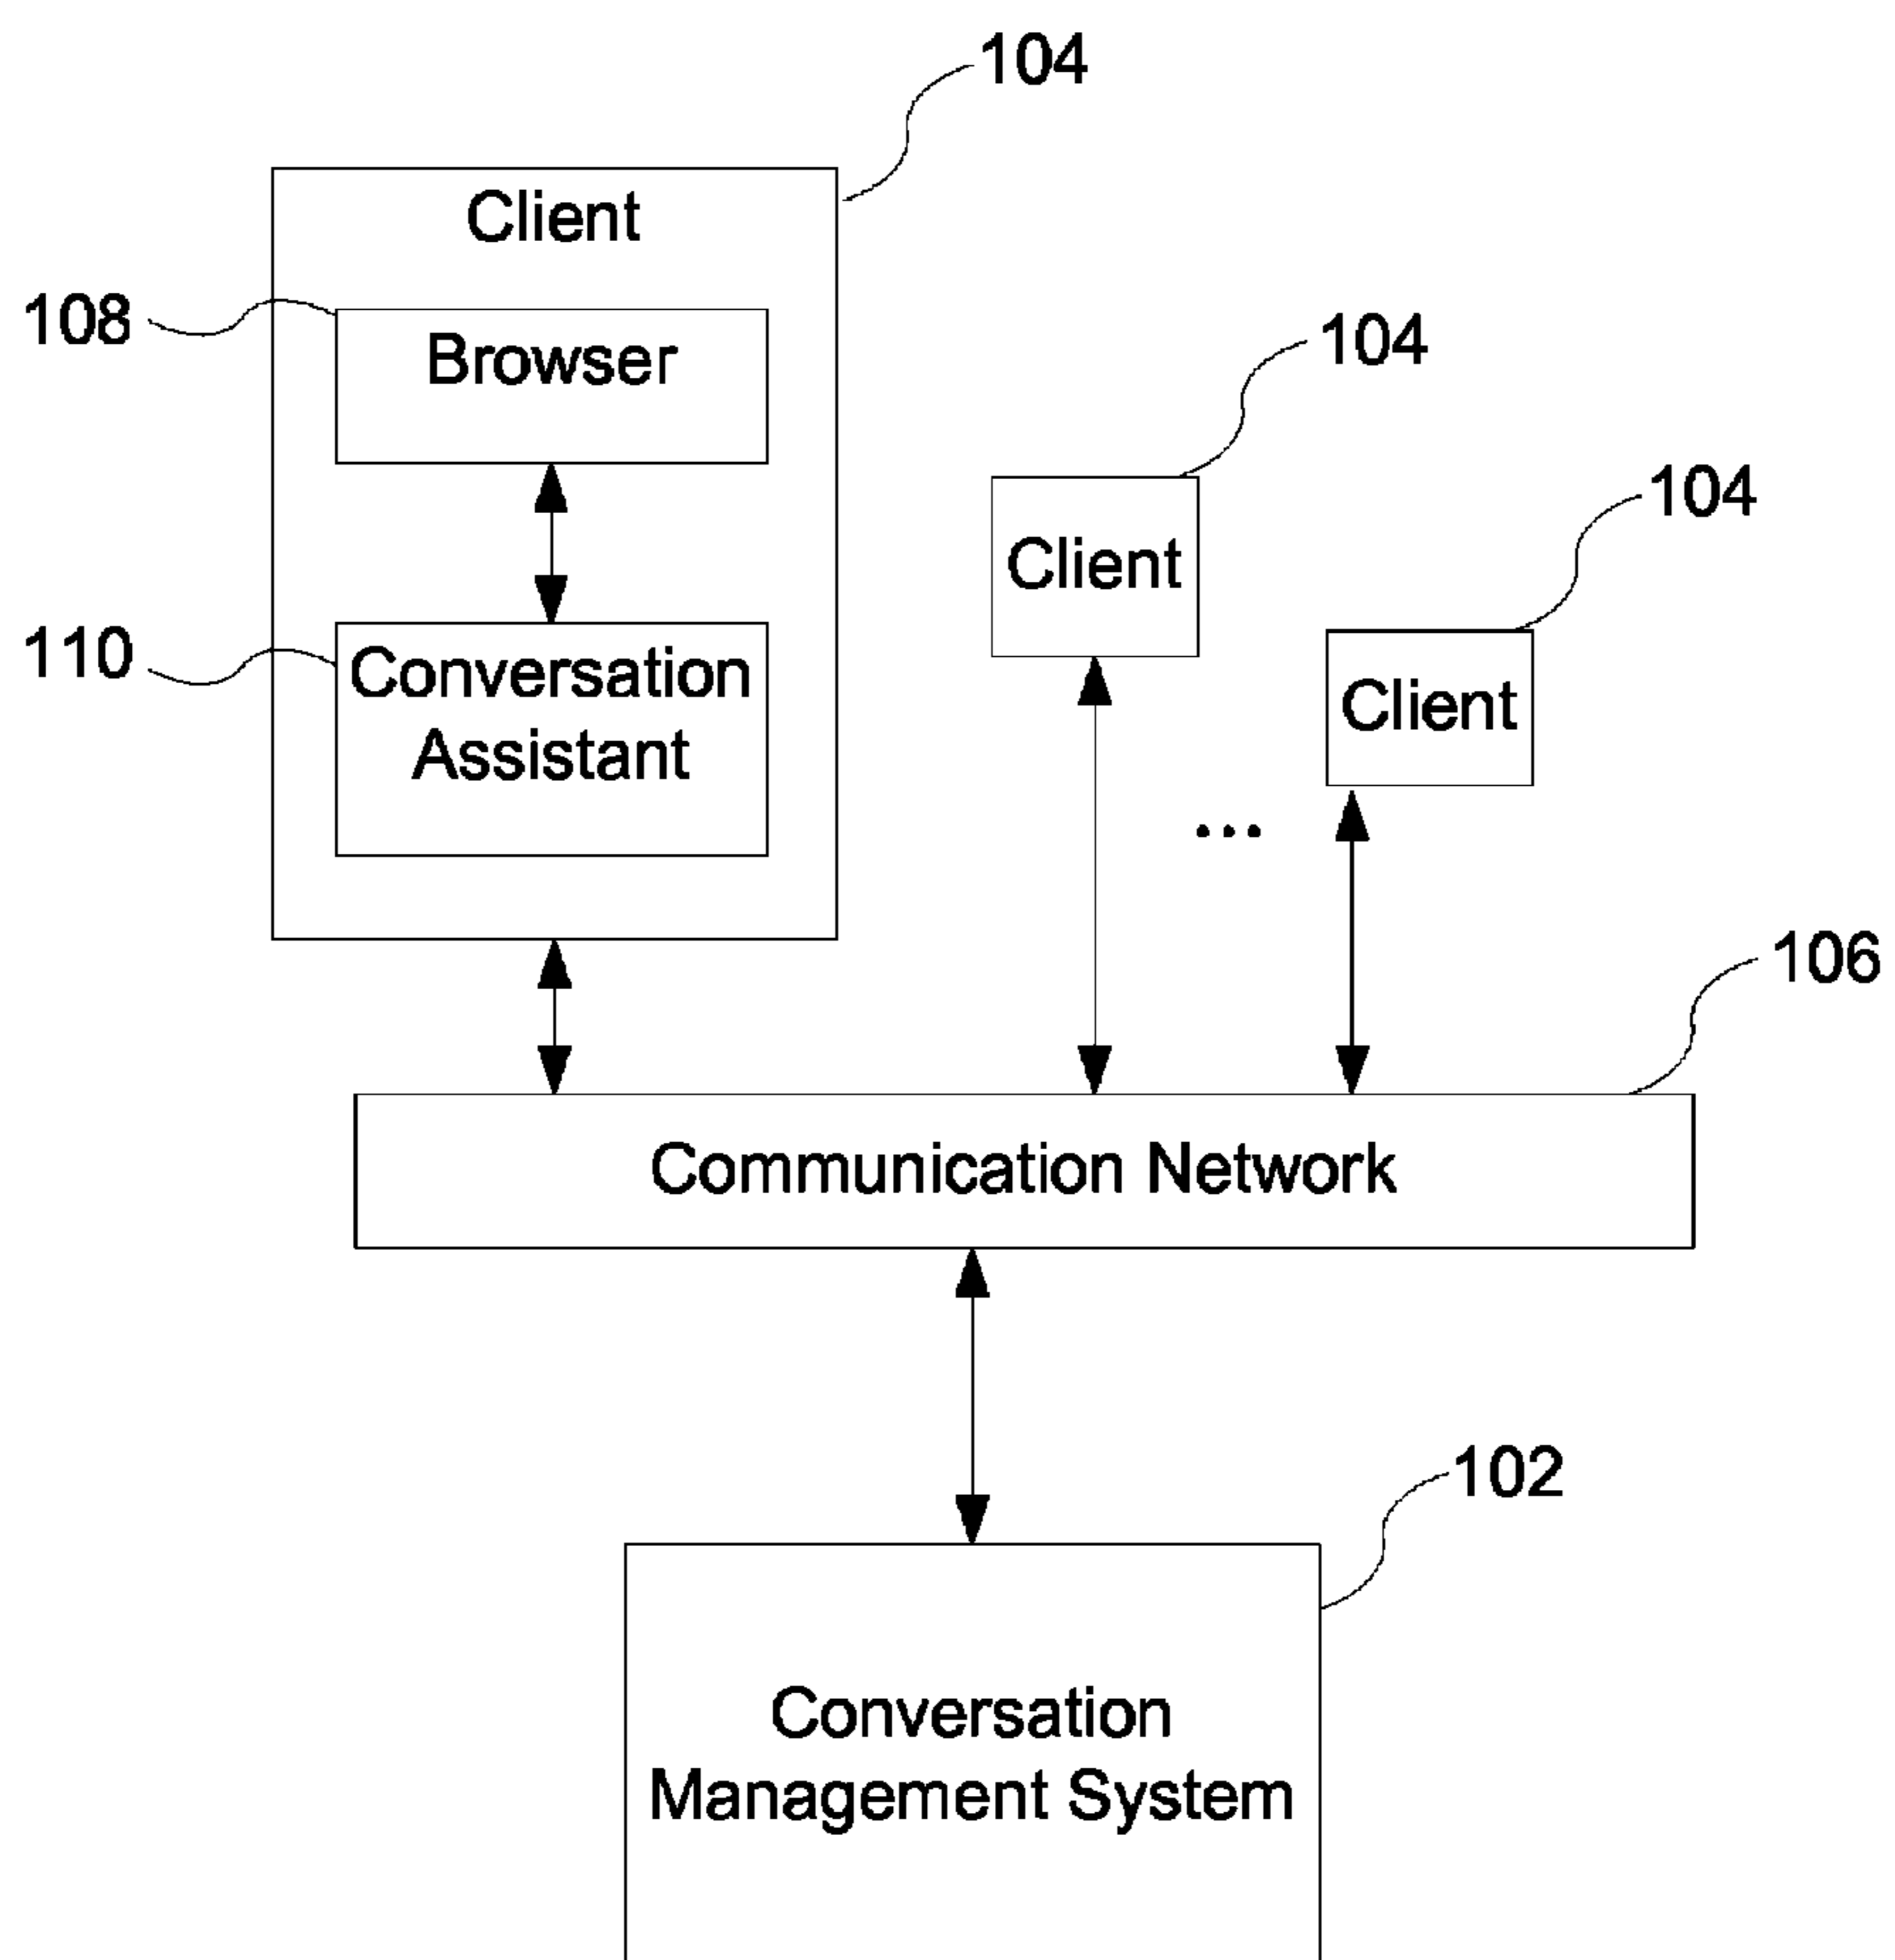 104
Client
108
Browser
104
104
Client
110
Conversation
Assistant
Client
...
106
Communication Network
102
Conversation
Management System